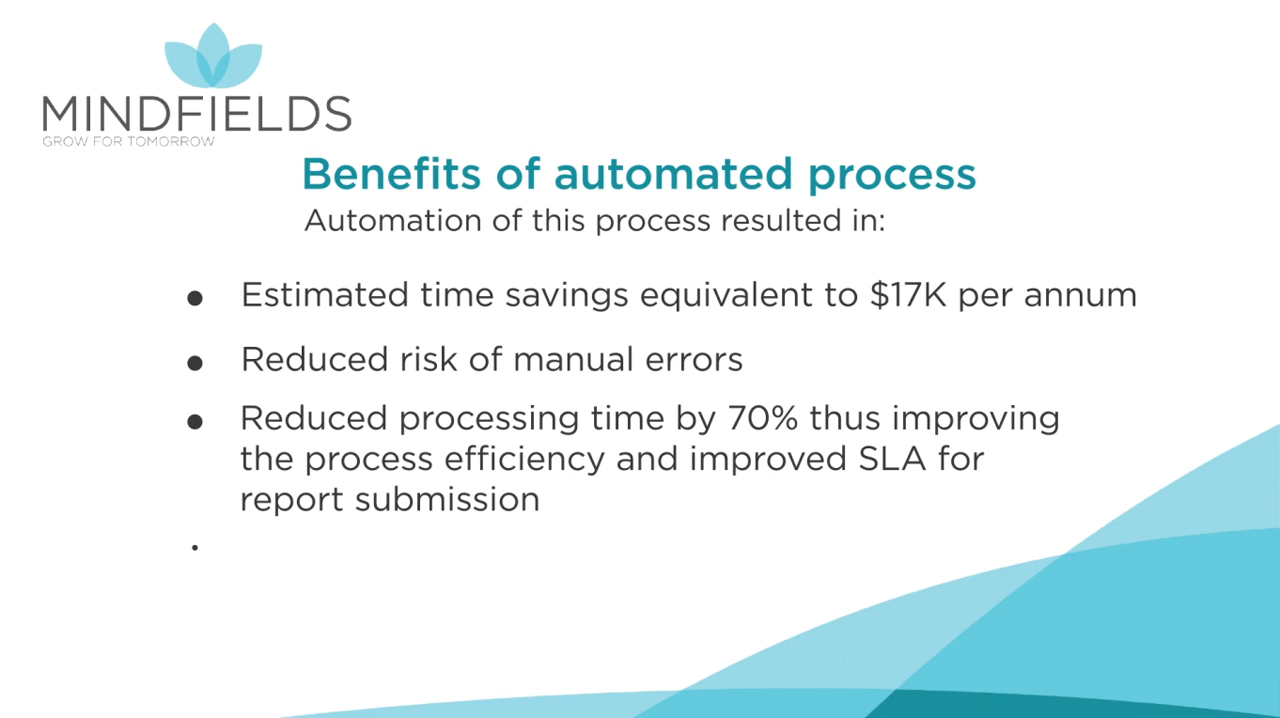 MINDFIELDS
GROW FOR TOMORROW
Benefits of automated process
Automation of this process resulted in:
● Estimated time savings equivalent to $17K per annum
● Reduced risk of manual errors
● Reduced processing time by 70% thus improving
the process efficiency and improved SLA for
report submission
•